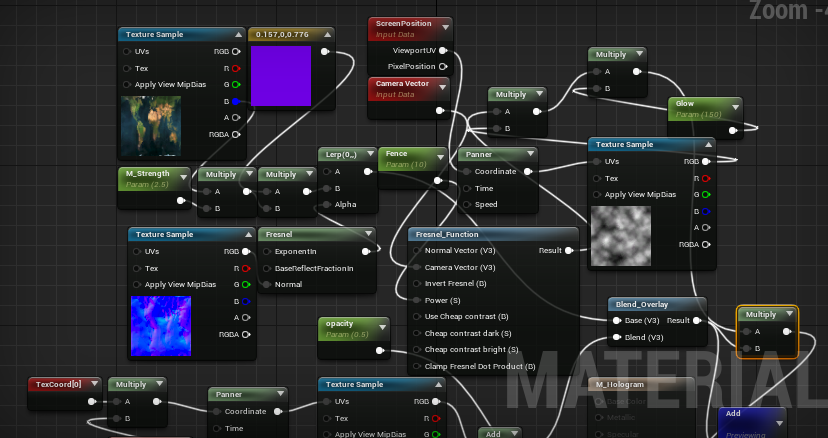 Zoom -
Texture Sample
UVs
RGB
Tex
R
Apply View MipBias
G
B
A
RGBA
0.157,0,0.776
ScreenPosition
Input Data
ViewportUV
PixelPosition
Camera Vector
Input Data
Multiply
A
B
Multiply
A
B
Glow
Param (150)
M_Strength
Param (2.5)
Multiply
A
B
Multiply
A
B
Lerp(0,,)
A
B
Alpha
Fence
Param (10)
Panner
Coordinate
Time
Speed
Texture Sample
UVs
RGB
Tex
R
Apply View MipBias
G
B
A
RGBA
Texture Sample
UVs
RGB
Tex
R
Apply View MipBias
G
B
A
RGBA
Fresnel
ExponentIn
BaseReflectFractionIn
Normal
Fresnel_Function
Normal Vector (V3)
Result
Camera Vector (V3)
Invert Fresnel (B)
Power (S)
Use Cheap contrast (B)
Cheap contrast dark (S)
Cheap contrast bright (S)
Clamp Fresnel Dot Product (B)
opacity
Param (0.5)
Blend_Overlay
Base (V3)
Result
Blend (V3)
Multiply
A
B
TexCoord[0]
Multiply
A
B
Panner
Coordinate
Time
Texture Sample
UVs
RGB
Tex
R
Apply View MipBias
G
Add
M_Hologram
Base Color
Metallic
Specular
Add
Previewing
MATERIAL